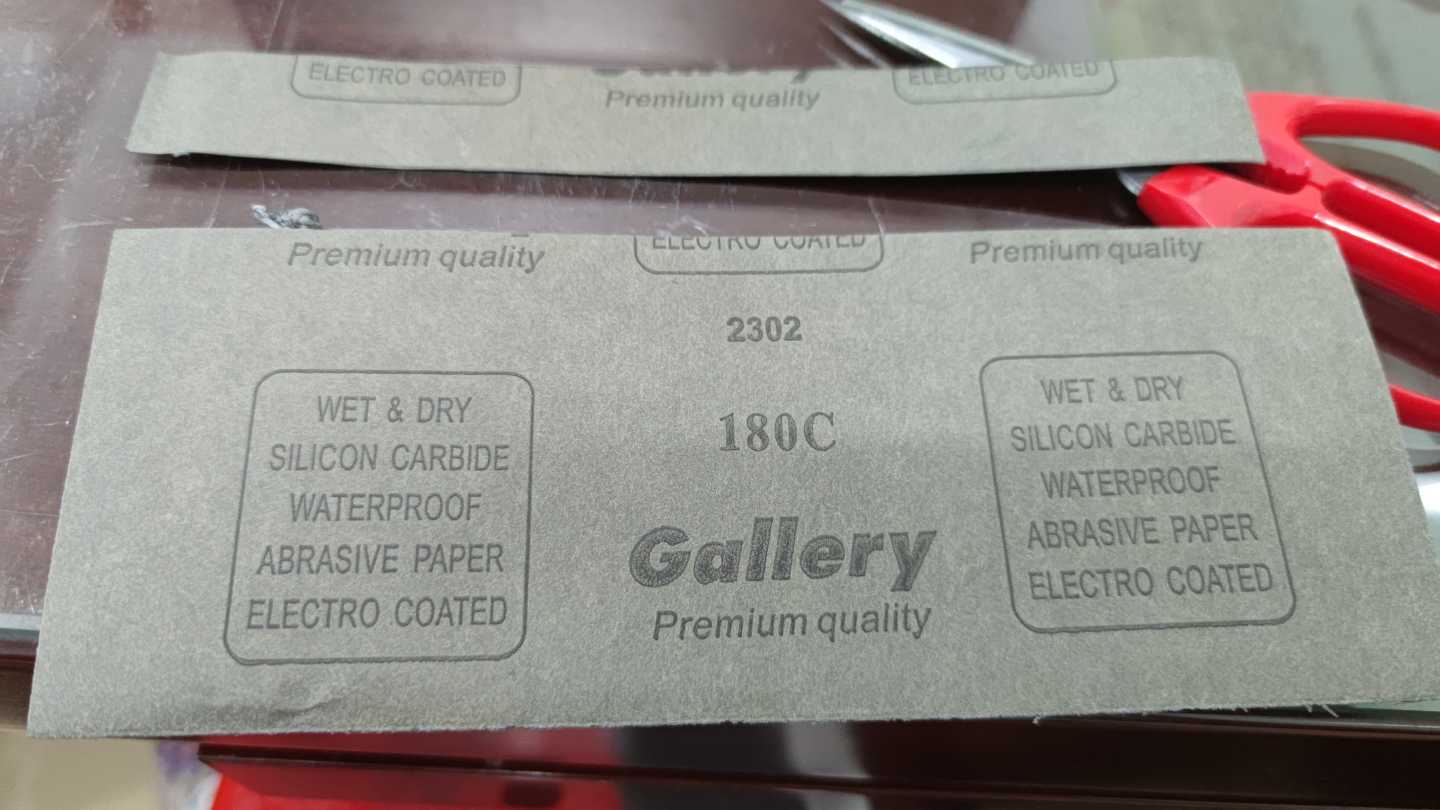 ELECTRO COATED
Premium quality
ELECTRO COATED
Premium quality
ELECTRO COATED
Premium quality
2302
WET & DRY
SILICON CARBIDE
WATERPROOF
ABRASIVE PAPER
ELECTRO COATED
180C
Gallery
Premium quality
WET & DRY
SILICON CARBIDE
WATERPROOF
ABRASIVE PAPER
ELECTRO COATED